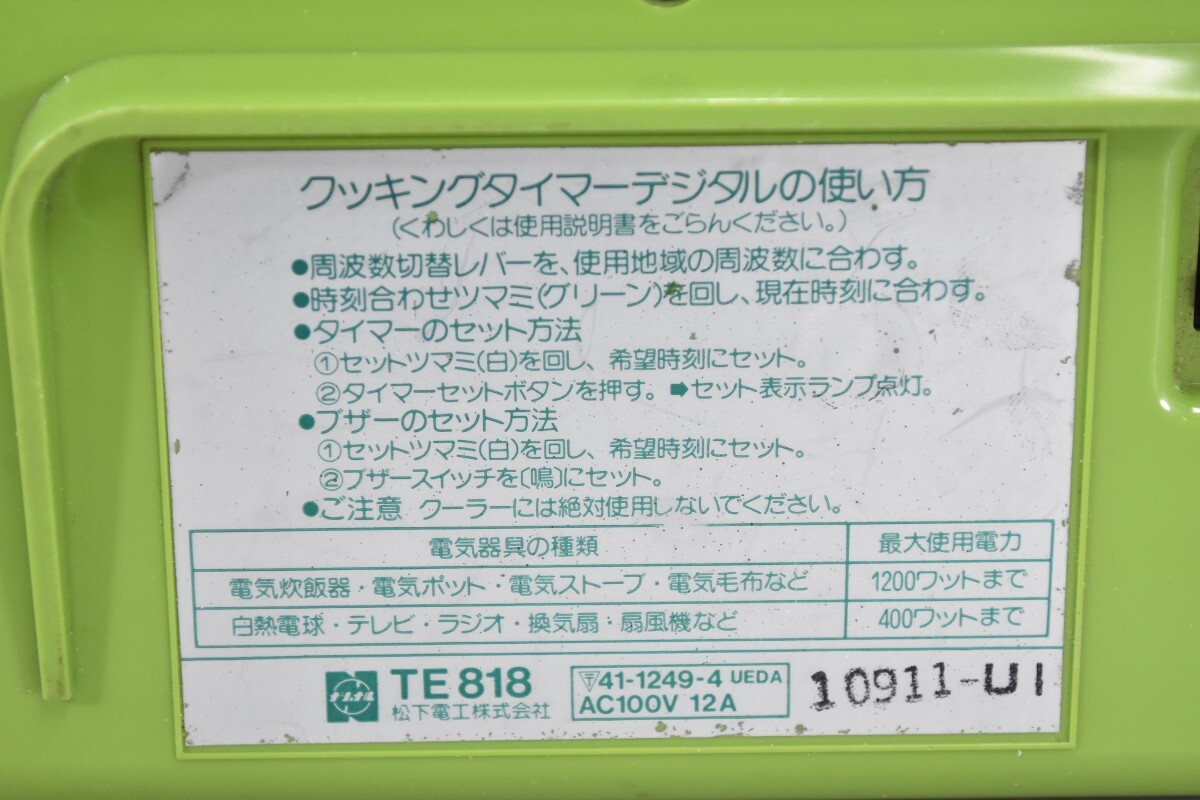 クッキングタイマーデジタルの使い方
(くわしくは使用説明書をごらんください。)
●周波数切替レバーを、使用地域の周波数に合わす。
●時刻合わせツマミ(グリーン)を回し、現在時刻に合わす。
●タイマーのセット方法
①セットツマミ(白)を回し、希望時刻にセット。
②タイマーセットボタンを押す。➡セット表示ランプ点灯。
●ブザーのセット方法
①セットツマミ(白)を回し、希望時刻にセット。
②ブザースイッチを〔鳴〕にセット。
●ご注意 クーラーには絶対使用しないでください。
電気器具の種類 最大使用電力
電気炊飯器・電気ポット・電気ストーブ・電気毛布など 1200ワットまで
白熱電球・テレビ・ラジオ・換気扇・扇風機など 400ワットまで
ナショナル TE818
松下電工株式会社
41-1249-4 UEDA
AC100V 12A
10911-U1